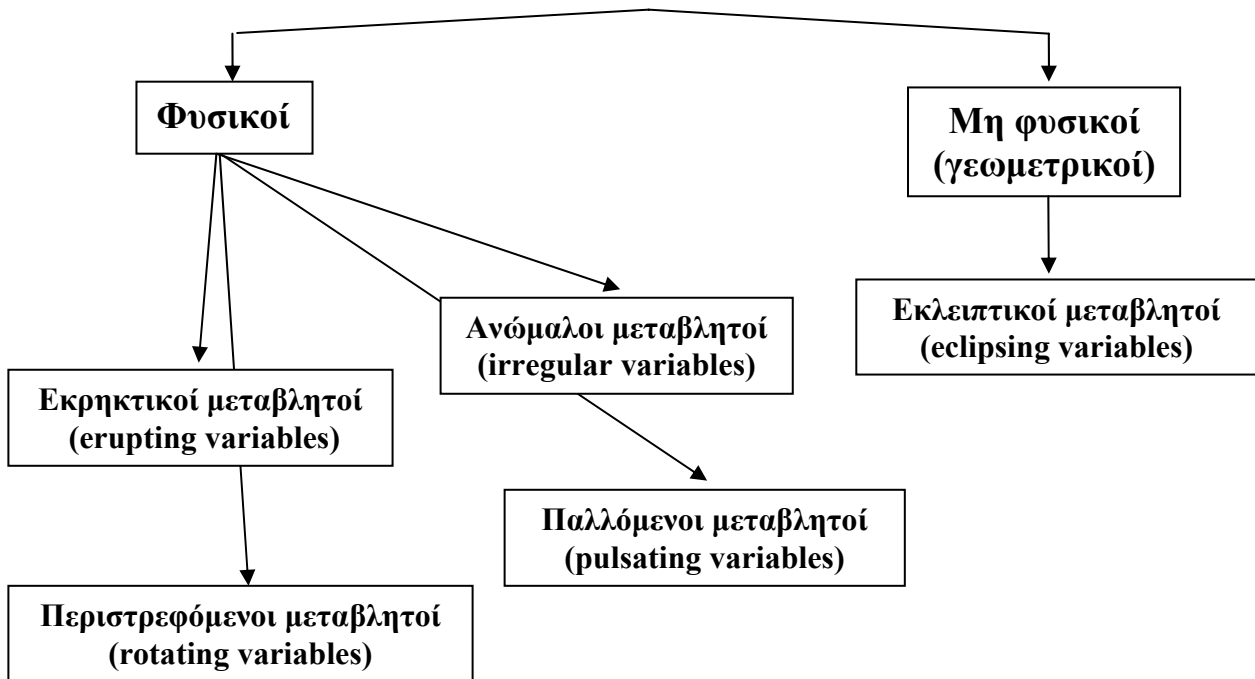 Φυσικοί
Μη φυσικοί
(γεωμετρικοί)
Ανώμαλοι μεταβλητοί
(irregular variables)
Εκλειπτικοί μεταβλητοί
(eclipsing variables)
Εκρηκτικοί μεταβλητοί
(erupting variables)
Παλλόμενοι μεταβλητοί
(pulsating variables)
Περιστρεφόμενοι μεταβλητοί
(rotating variables)